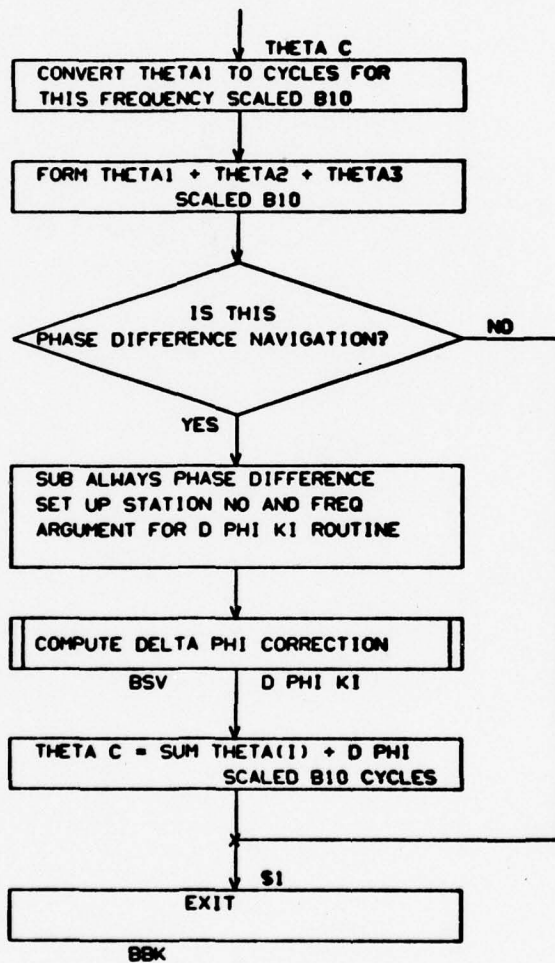 THETA C
CONVERT THETA1 TO CYCLES FOR
THIS FREQUENCY SCALED B10
FORM THETA1 + THETA2 + THETA3
SCALED B10
IS THIS
PHASE DIFFERENCE NAVIGATION?
NO
YES
SUB ALWAYS PHASE DIFFERENCE
SET UP STATION NO AND FREQ
ARGUMENT FOR D PHI KI ROUTINE
COMPUTE DELTA PHI CORRECTION
BSV D PHI KI
THETA C = SUM THETA(I) + D PHI
SCALED B10 CYCLES
$1
EXIT
BBK